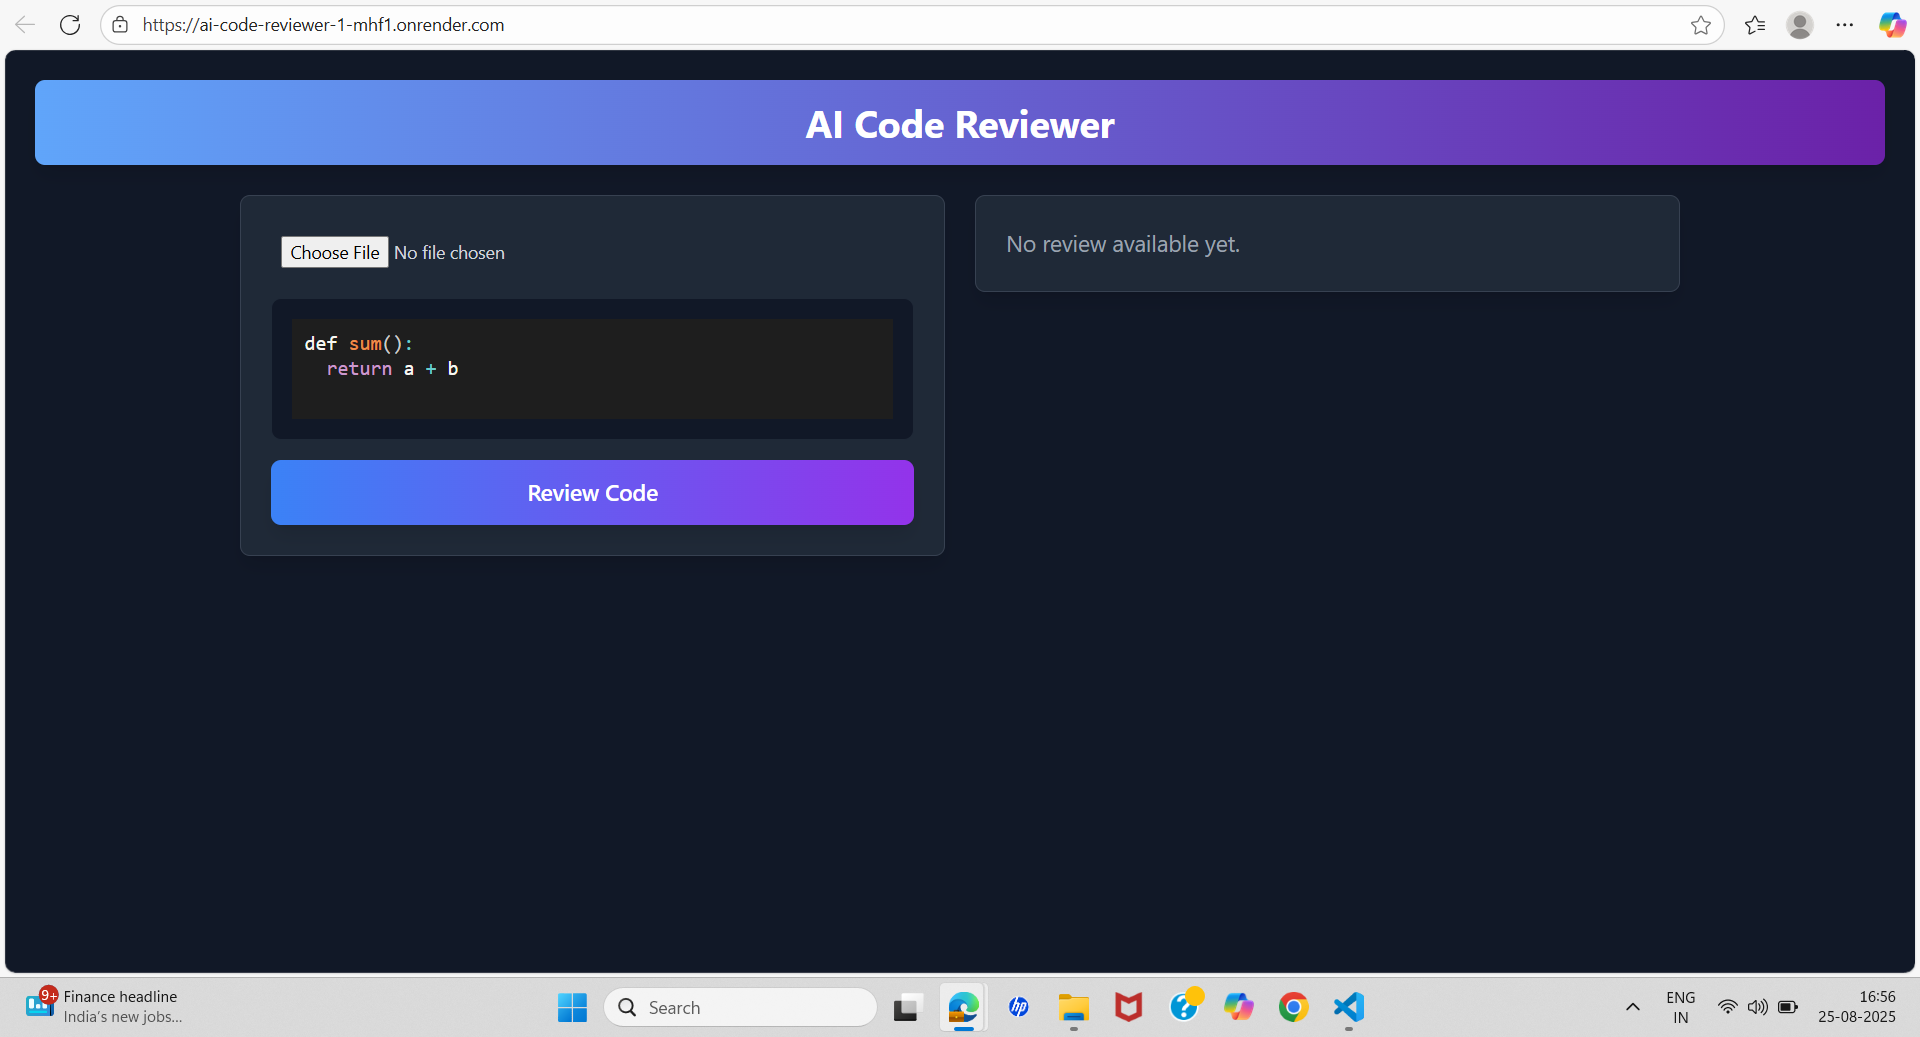 https://ai-code-reviewer-1-mhf1.onrender.com
AI Code Reviewer
Choose File No file chosen
def sum():
  return a + b
Review Code
No review available yet.
9+
Finance headline
India's new jobs...
Search
hp
?
ENG
IN
16:56
25-08-2025